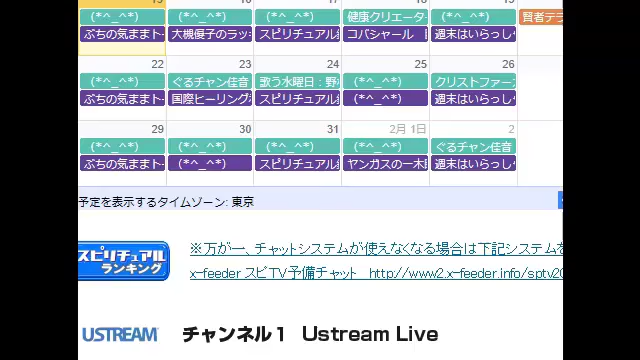 (*^_^*) (*^_^*) (*^_^*) 健康クリエータ (*^_^*) 賢者テラ
ぷちの気ままト 大槻優子のラッ スピリチュアル コバシャール 週末はいらっし
22 23 24 25 26
(*^_^*) ぐるチャン佳音 歌う水曜日：野 (*^_^*) クリストファー
ぷちの気ままト 国際ヒーリング スピリチュアル (*^_^*) 週末はいらっし
29 30 31 2月 1日 2
(*^_^*) (*^_^*) (*^_^*) (*^_^*) ぐるチャン佳音
ぷちの気ままト (*^_^*) スピリチュアル ヤンガスの一木 週末はいらっし
予定を表示するタイムゾーン: 東京
スピリチュアル
ランキング
※万が一、チャットシステムが使えなくなる場合は下記システムを
x-feeder スピTV予備チャット http://www2.x-feeder.info/sptv20
USTREAM チャンネル１ Ustream Live